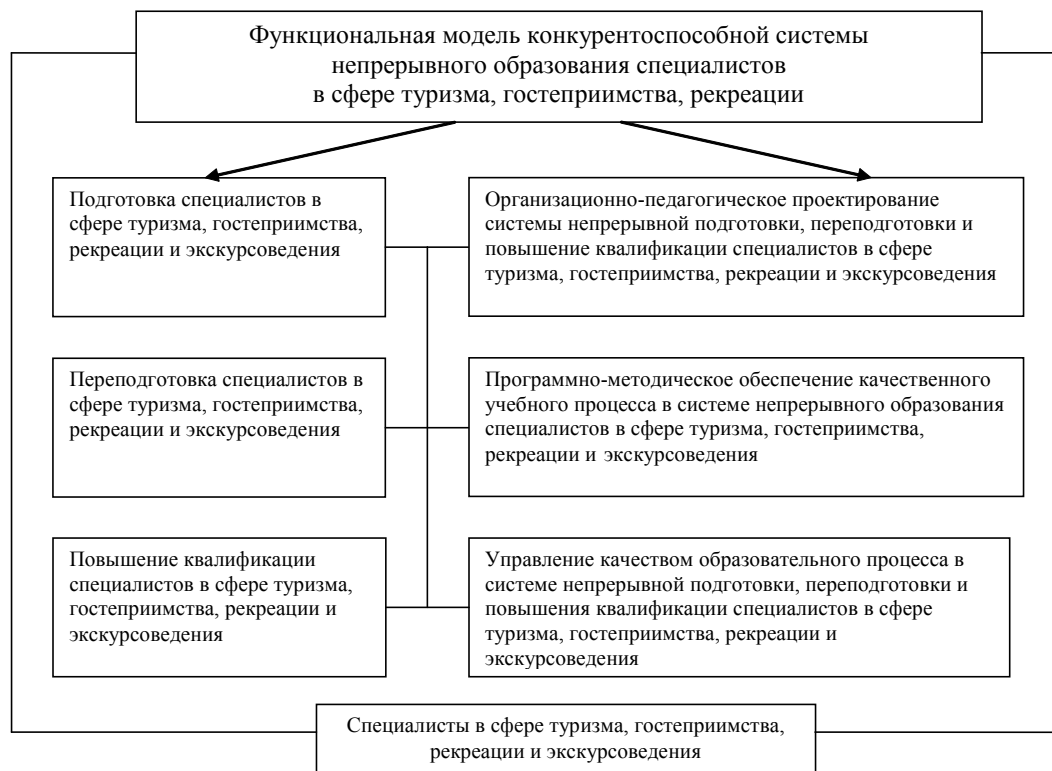 Функциональная модель конкурентоспособной системы
непрерывного образования специалистов
в сфере туризма, гостеприимства, рекреации
Подготовка специалистов в
сфере туризма, гостеприимства,
рекреации и экскурсоведения
Организационно-педагогическое проектирование
системы непрерывной подготовки, переподготовки и
повышение квалификации специалистов в сфере
туризма, гостеприимства, рекреации и экскурсоведения
Переподготовка специалистов в
сфере туризма, гостеприимства,
рекреации и экскурсоведения
Программно-методическое обеспечение качественного
учебного процесса в системе непрерывного образования
специалистов в сфере туризма, гостеприимства,
рекреации и экскурсоведения
Повышение квалификации
специалистов в сфере туризма,
гостеприимства, рекреации и
экскурсоведения
Управление качеством образовательного процесса в
системе непрерывной подготовки, переподготовки и
повышения квалификации специалистов в сфере
туризма, гостеприимства, рекреации и
экскурсоведения
Специалисты в сфере туризма, гостеприимства,
рекреации и экскурсоведения